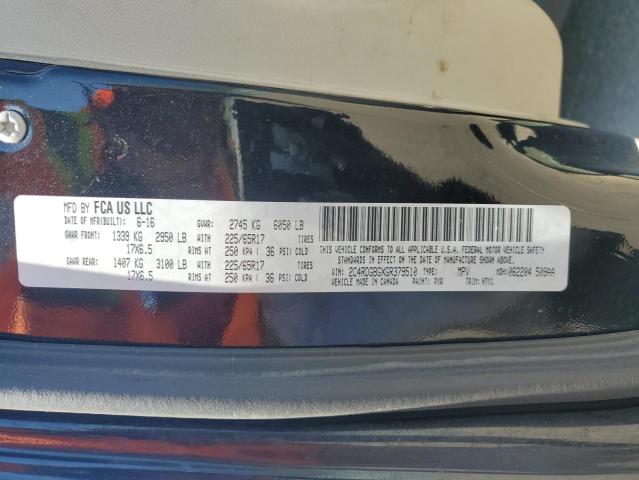 MFD BY FCA US LLC
DATE OF MFR(BUILT): 6-16 GVWR: 2745 KG 6050 LB
GAWR FRONT: 1339 KG 2950 LB WITH 225/65R17 TIRES
17X6.5 RIMS AT 250 KPA ( 36 PSI) COLD
GAWR REAR: 1407 KG 3100 LB WITH 225/65R17 TIRES
17X6.5 RIMS AT 250 KPA ( 36 PSI) COLD
THIS VEHICLE CONFORMS TO ALL APPLICABLE U.S.A. FEDERAL MOTOR VEHICLE SAFETY
STANDARDS IN EFFECT ON THE DATE OF MANUFACTURE SHOWN ABOVE.
VIN: 2C4RDGBGXGR379510 TYPE: MPV MDH: 062204 509AA
VEHICLE MADE IN CANADA PAINT: PXR TRIM: